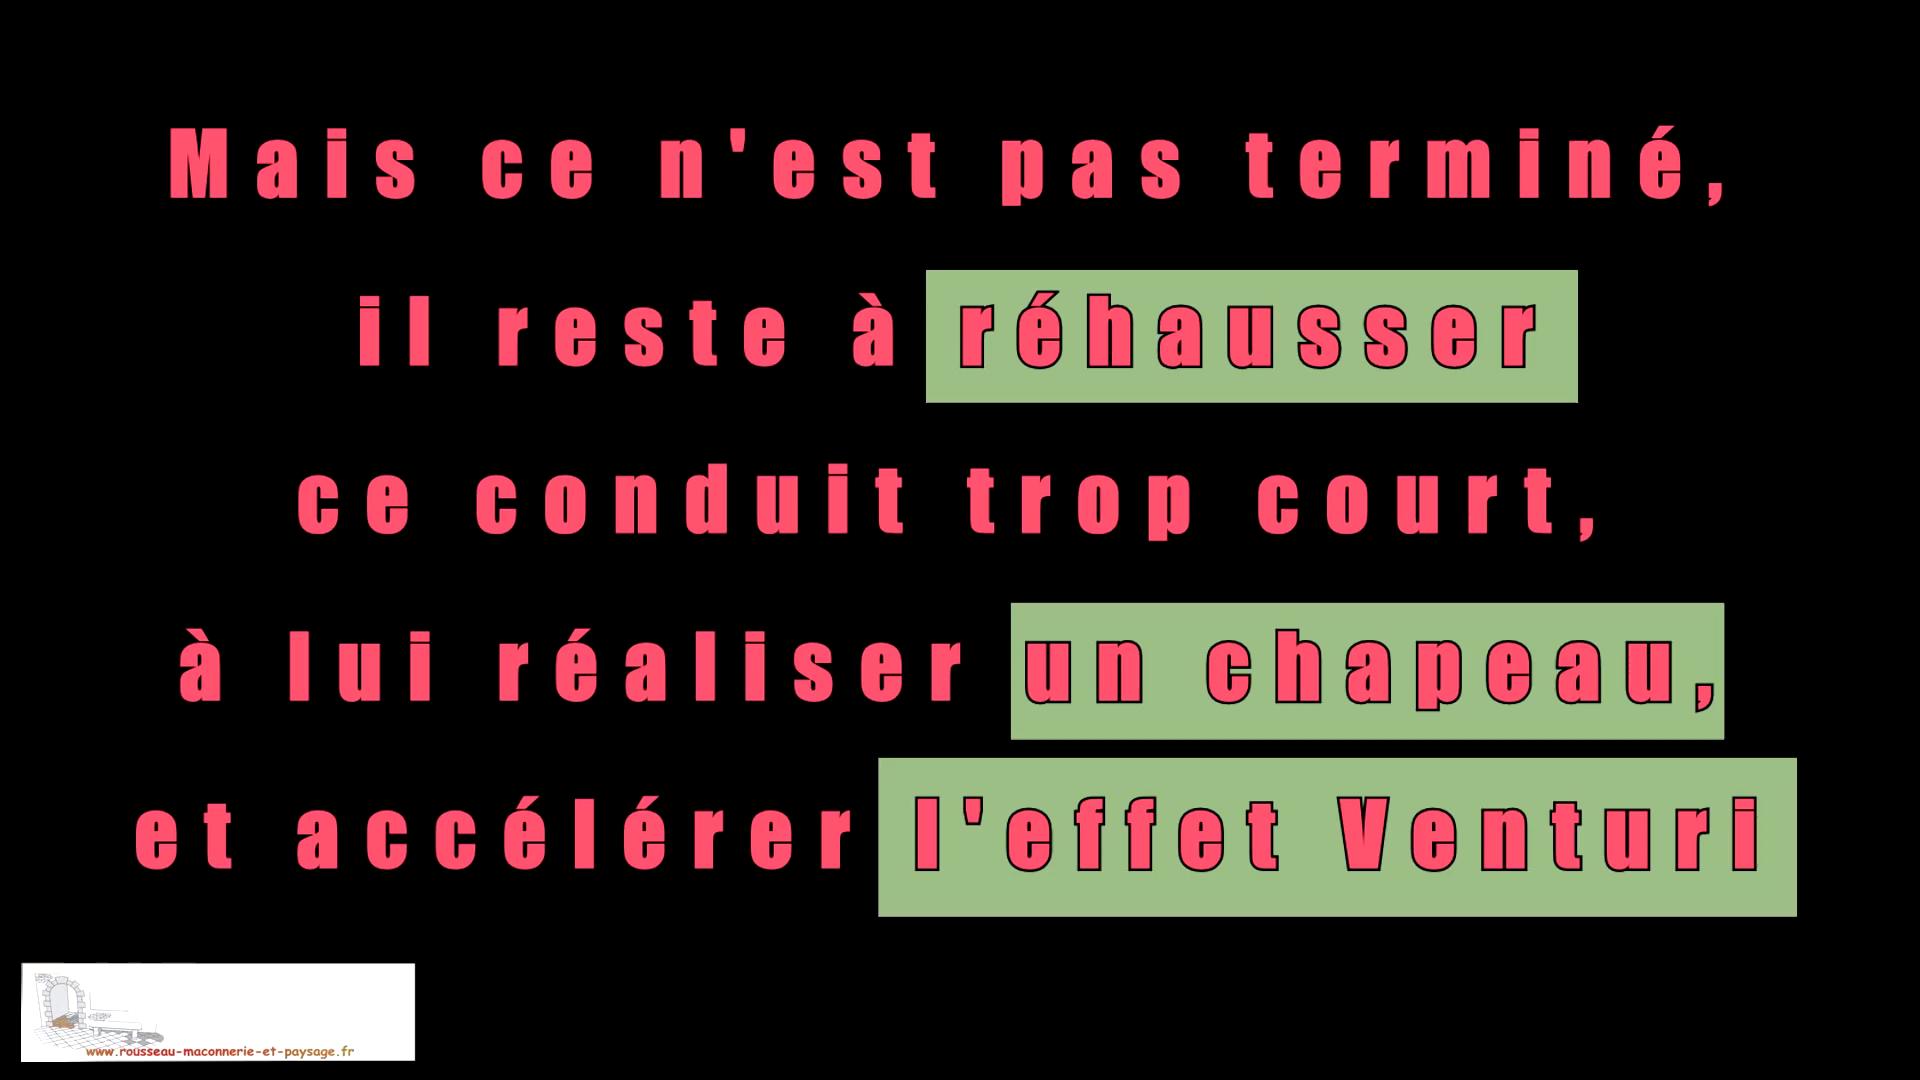 Mais ce n'est pas terminé,
il reste à réhausser
ce conduit trop court,
à lui réaliser un chapeau,
et accélérer l'effet Venturi
www.rousseau-maconnerie-et-paysage.fr